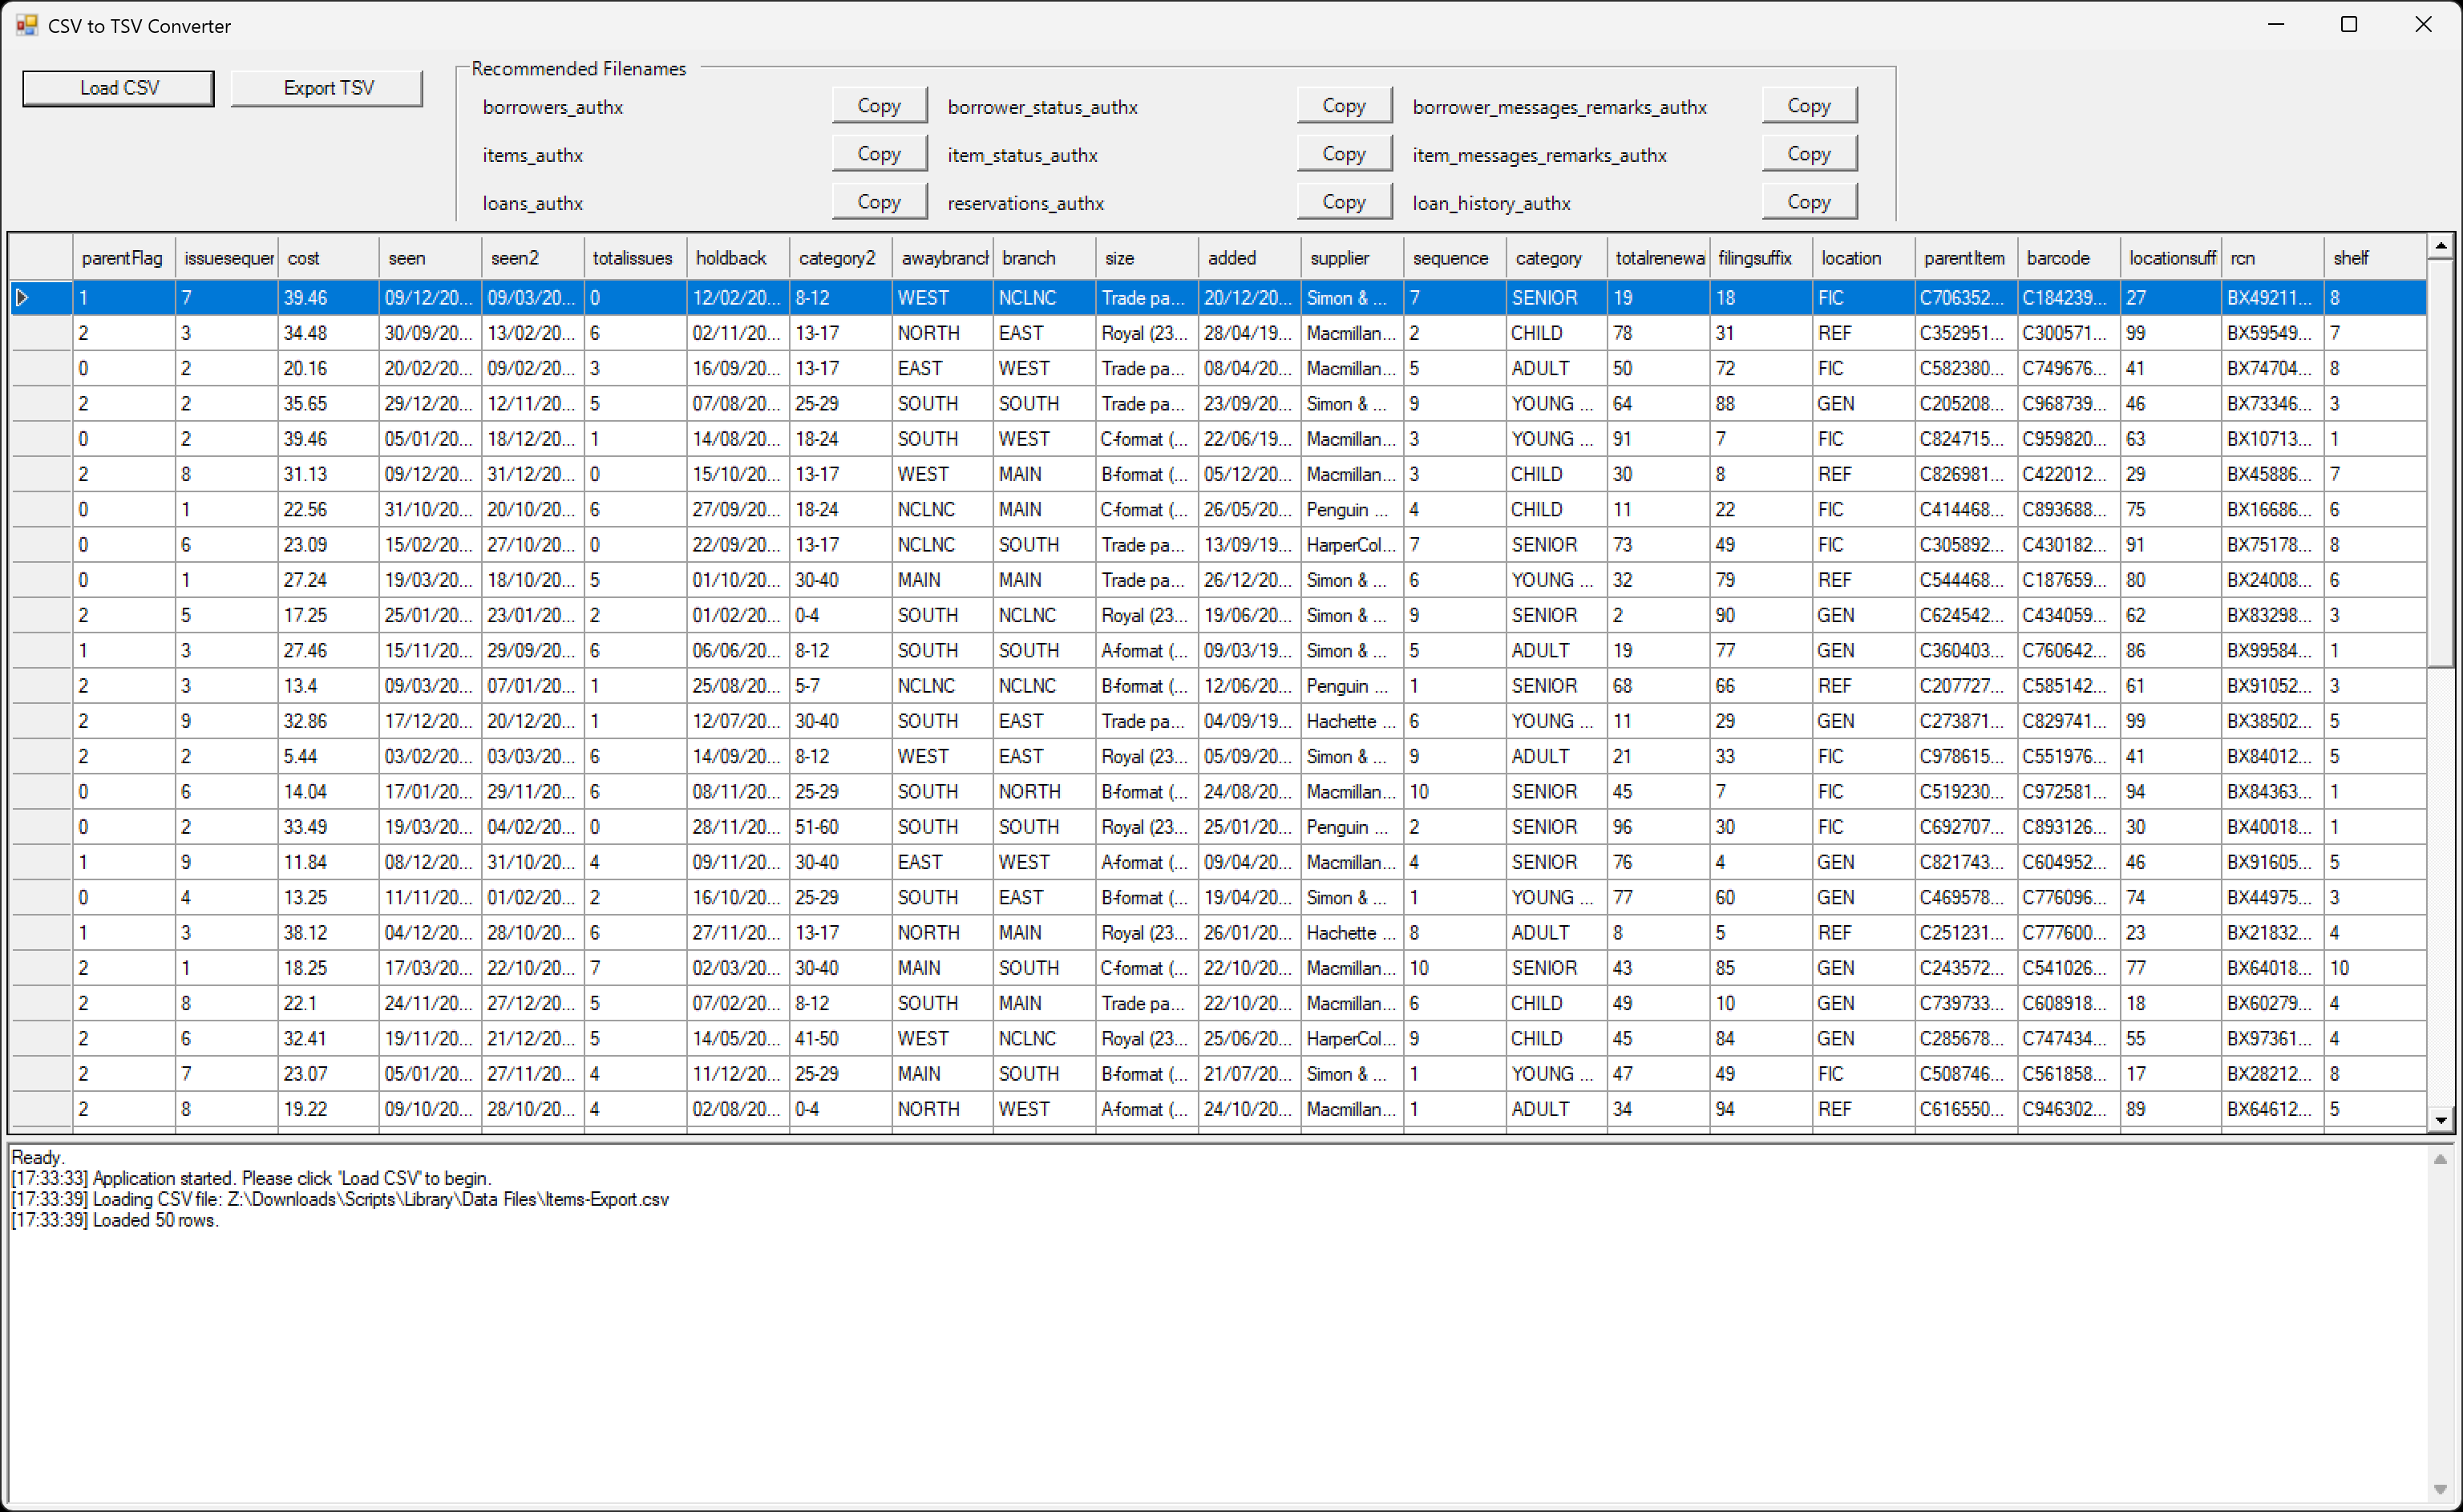 CSV to TSV Converter
Load CSV Export TSV
Recommended Filenames
borrowers_authx Copy borrower_status_authx Copy borrower_messages_remarks_authx Copy
items_authx Copy item_status_authx Copy item_messages_remarks_authx Copy
loans_authx Copy reservations_authx Copy loan_history_authx Copy
parentFlag issuesequer cost seen seen2 totalissues holdback category2 awaybranch branch size added supplier sequence category totalrenewa filingsuffix location parentItem barcode locationsuff rcn shelf
1 7 39.46 09/12/20... 09/03/20... 0 12/02/20... 8-12 WEST NCLNC Trade pa... 20/12/20... Simon & ... 7 SENIOR 19 18 FIC C706352... C184239... 27 BX49211... 8
2 3 34.48 30/09/20... 13/02/20... 6 02/11/20... 13-17 NORTH EAST Royal (23... 28/04/19... Macmillan... 2 CHILD 78 31 REF C352951... C300571... 99 BX59549... 7
0 2 20.16 20/02/20... 09/02/20... 3 16/09/20... 13-17 EAST WEST Trade pa... 08/04/20... Macmillan... 5 ADULT 50 72 FIC C582380... C749676... 41 BX74704... 8
2 2 35.65 29/12/20... 12/11/20... 5 07/08/20... 25-29 SOUTH SOUTH Trade pa... 23/09/20... Simon & ... 9 YOUNG ... 64 88 GEN C205208... C968739... 46 BX73346... 3
0 2 39.46 05/01/20... 18/12/20... 1 14/08/20... 18-24 SOUTH WEST C-format (... 22/06/19... Macmillan... 3 YOUNG ... 91 7 FIC C824715... C959820... 63 BX10713... 1
2 8 31.13 09/12/20... 31/12/20... 0 15/10/20... 13-17 WEST MAIN B-format (... 05/12/20... Macmillan... 3 CHILD 30 8 REF C826981... C422012... 29 BX45886... 7
0 1 22.56 31/10/20... 20/10/20... 6 27/09/20... 18-24 NCLNC MAIN C-format (... 26/05/20... Penguin ... 4 CHILD 11 22 FIC C414468... C893688... 75 BX16686... 6
0 6 23.09 15/02/20... 27/10/20... 0 22/09/20... 13-17 NCLNC SOUTH Trade pa... 13/09/19... HarperCol... 7 SENIOR 73 49 FIC C305892... C430182... 91 BX75178... 8
0 1 27.24 19/03/20... 18/10/20... 5 01/10/20... 30-40 MAIN MAIN Trade pa... 26/12/20... Simon & ... 6 YOUNG ... 32 79 REF C544468... C187659... 80 BX24008... 6
2 5 17.25 25/01/20... 23/01/20... 2 01/02/20... 0-4 SOUTH NCLNC Royal (23... 19/06/20... Simon & ... 9 SENIOR 2 90 GEN C624542... C434059... 62 BX83298... 3
1 3 27.46 15/11/20... 29/09/20... 6 06/06/20... 8-12 SOUTH SOUTH A-format (... 09/03/19... Simon & ... 5 ADULT 19 77 GEN C360403... C760642... 86 BX99584... 1
2 3 13.4 09/03/20... 07/01/20... 1 25/08/20... 5-7 NCLNC NCLNC B-format (... 12/06/20... Penguin ... 1 SENIOR 68 66 REF C207727... C585142... 61 BX91052... 3
2 9 32.86 17/12/20... 20/12/20... 1 12/07/20... 30-40 SOUTH EAST Trade pa... 04/09/19... Hachette ... 6 YOUNG ... 11 29 GEN C273871... C829741... 99 BX38502... 5
2 2 5.44 03/02/20... 03/03/20... 6 14/09/20... 8-12 WEST EAST Royal (23... 05/09/20... Simon & ... 9 ADULT 21 33 FIC C978615... C551976... 41 BX84012... 5
0 6 14.04 17/01/20... 29/11/20... 6 08/11/20... 25-29 SOUTH NORTH B-format (... 24/08/20... Macmillan... 10 SENIOR 45 7 FIC C519230... C972581... 94 BX84363... 1
0 2 33.49 19/03/20... 04/02/20... 0 28/11/20... 51-60 SOUTH SOUTH Royal (23... 25/01/20... Penguin ... 2 SENIOR 96 30 FIC C692707... C893126... 30 BX40018... 1
1 9 11.84 08/12/20... 31/10/20... 4 09/11/20... 30-40 EAST WEST A-format (... 09/04/20... Macmillan... 4 SENIOR 76 4 GEN C821743... C604952... 46 BX91605... 5
0 4 13.25 11/11/20... 01/02/20... 2 16/10/20... 25-29 SOUTH EAST B-format (... 19/04/20... Simon & ... 1 YOUNG ... 77 60 GEN C469578... C776096... 74 BX44975... 3
1 3 38.12 04/12/20... 28/10/20... 6 27/11/20... 13-17 NORTH MAIN Royal (23... 26/01/20... Hachette ... 8 ADULT 8 5 REF C251231... C777600... 23 BX21832... 4
2 1 18.25 17/03/20... 22/10/20... 7 02/03/20... 30-40 MAIN SOUTH C-format (... 22/10/20... Macmillan... 10 SENIOR 43 85 GEN C243572... C541026... 77 BX64018... 10
2 8 22.1 24/11/20... 27/12/20... 5 07/02/20... 8-12 SOUTH MAIN Trade pa... 22/10/20... Macmillan... 6 CHILD 49 10 GEN C739733... C608918... 18 BX60279... 4
2 6 32.41 19/11/20... 21/12/20... 5 14/05/20... 41-50 WEST NCLNC Royal (23... 25/06/20... HarperCol... 9 CHILD 45 84 GEN C285678... C747434... 55 BX97361... 4
2 7 23.07 05/01/20... 27/11/20... 4 11/12/20... 25-29 MAIN SOUTH B-format (... 21/07/20... Simon & ... 1 YOUNG ... 47 49 FIC C508746... C561858... 17 BX28212... 8
2 8 19.22 09/10/20... 28/10/20... 4 02/08/20... 0-4 NORTH WEST A-format (... 24/10/20... Macmillan... 1 ADULT 34 94 REF C616550... C946302... 89 BX64612... 5
Ready.
[17:33:33] Application started. Please click 'Load CSV' to begin.
[17:33:39] Loading CSV file: Z:\Downloads\Scripts\Library\Data Files\Items-Export.csv
[17:33:39] Loaded 50 rows.